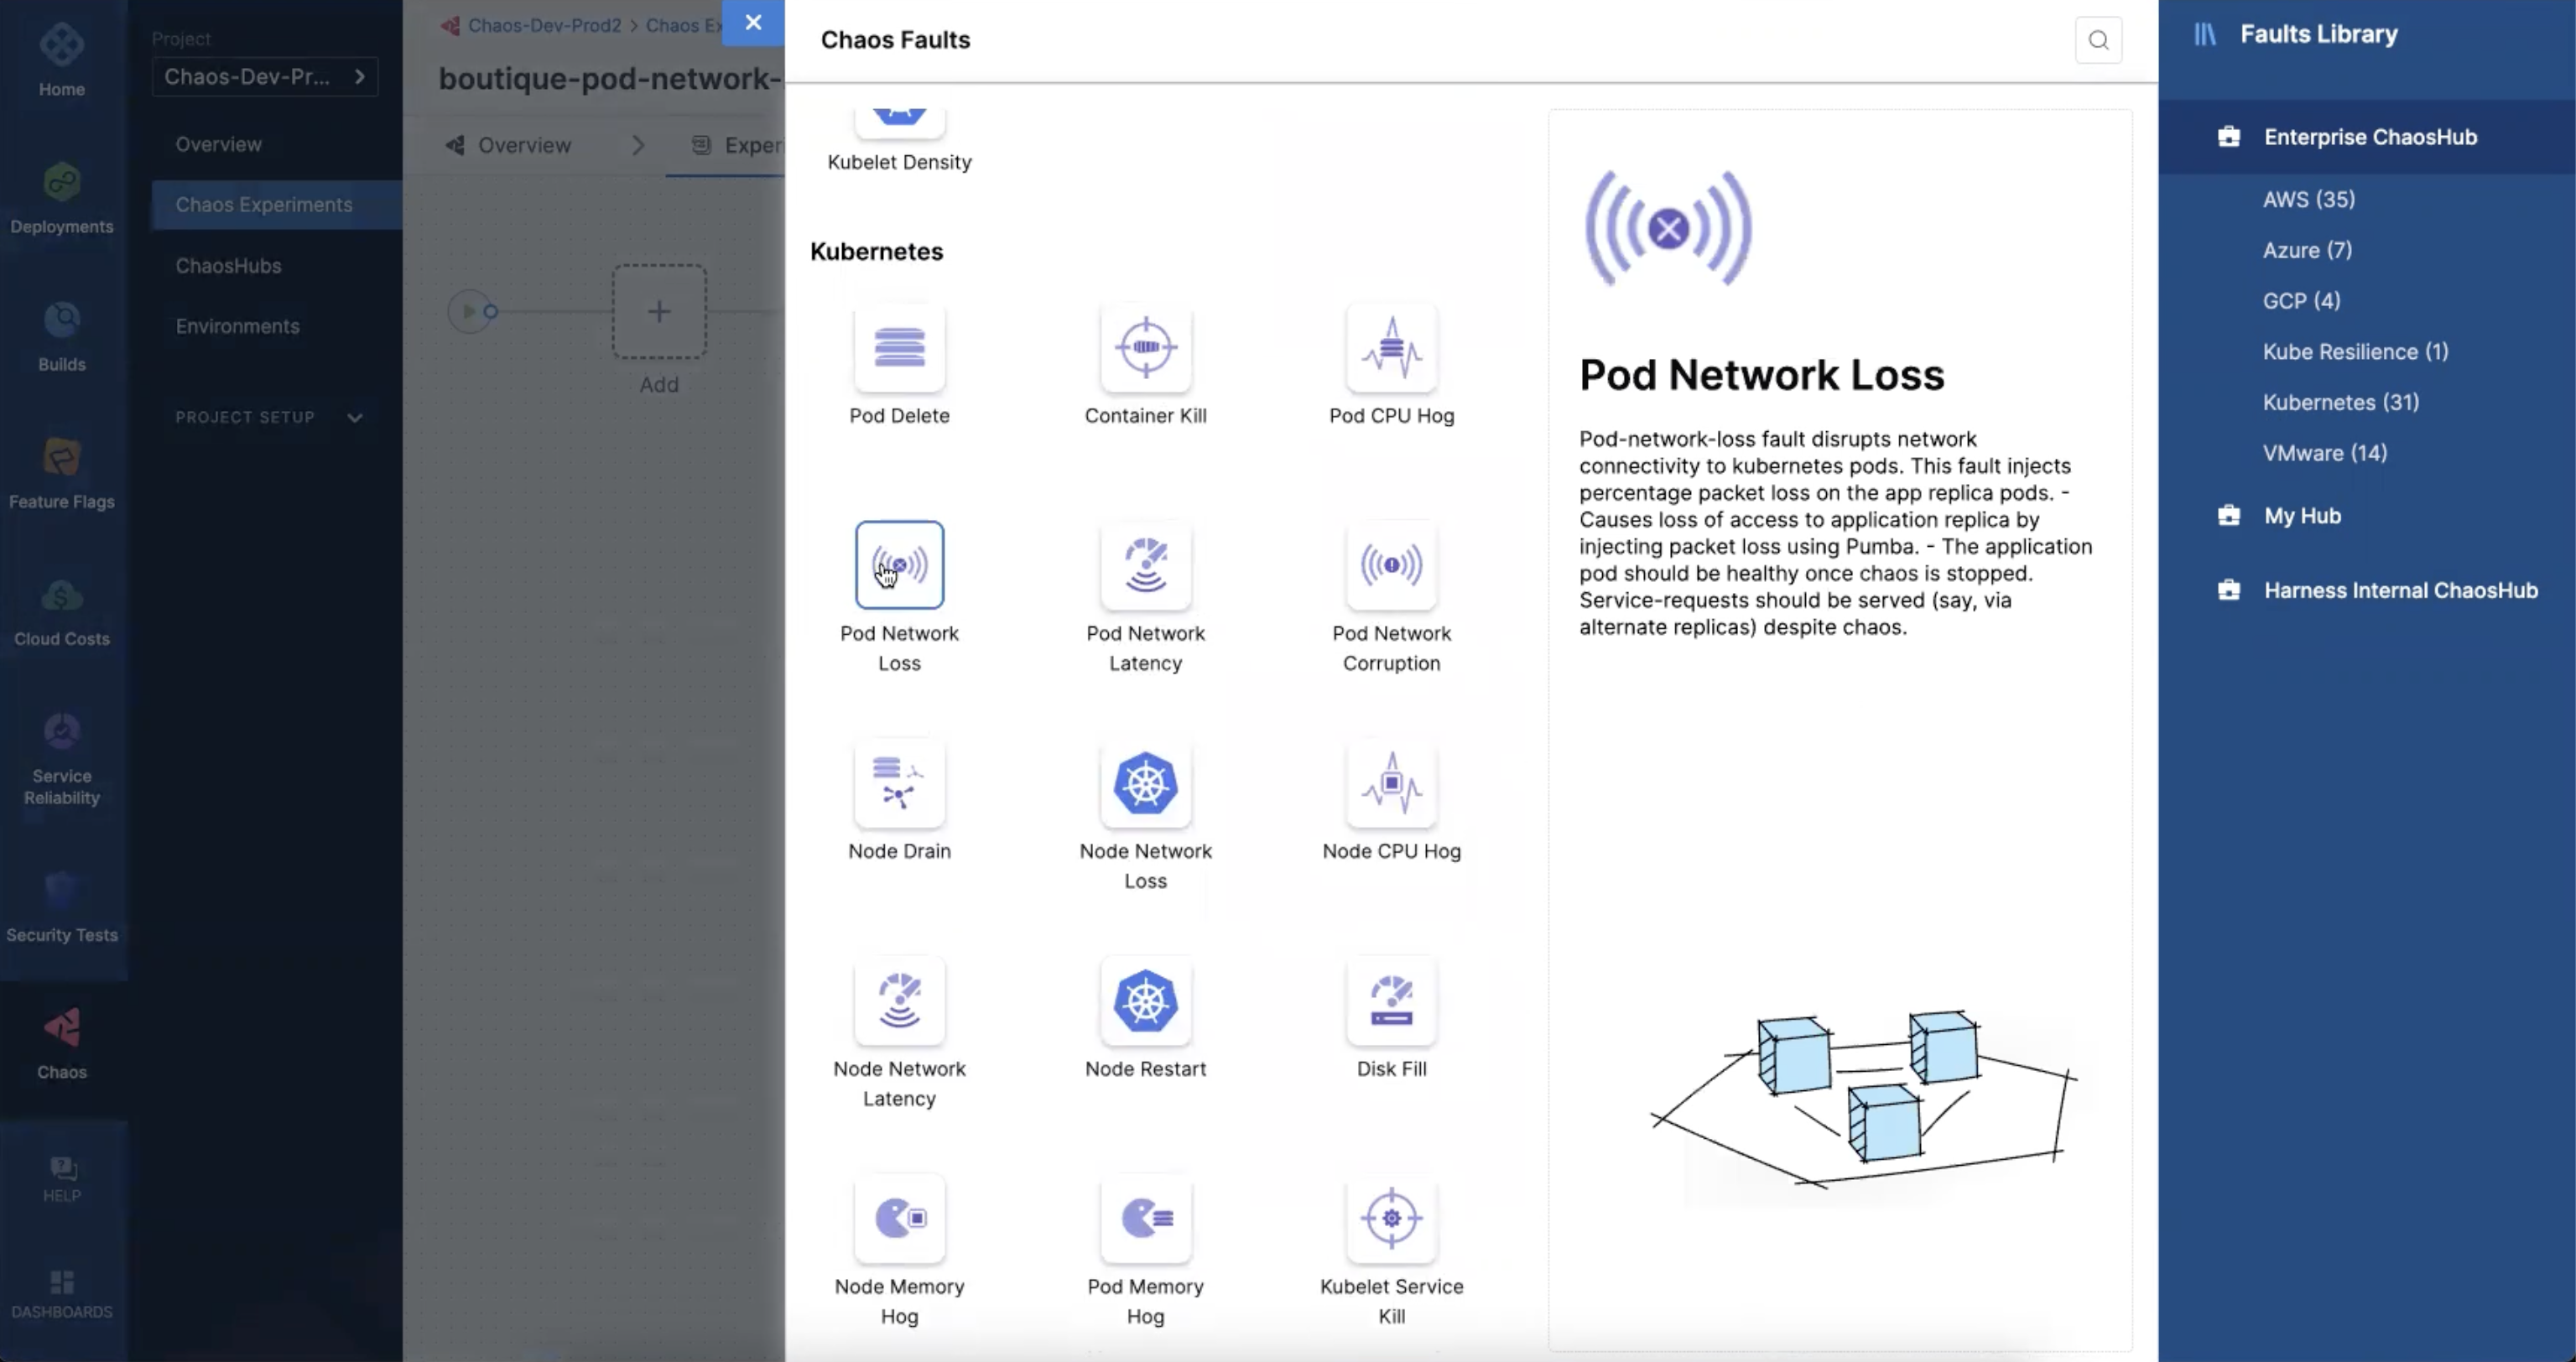 Home
Deployments
Builds
Feature Flags
Cloud Costs
Service
Reliability
Security Tests
Chaos
HELP
DASHBOARDS
Project
Chaos-Dev-Pr...
Overview
Chaos Experiments
ChaosHubs
Environments
PROJECT SETUP
Chaos-Dev-Prod2 > Chaos Ex
boutique-pod-network-
Overview
Experi
Add
Chaos Faults
Kubelet Density
Kubernetes
Pod Delete
Container Kill
Pod CPU Hog
Pod Network
Loss
Pod Network
Latency
Pod Network
Corruption
Node Drain
Node Network
Loss
Node CPU Hog
Node Network
Latency
Node Restart
Disk Fill
Node Memory
Hog
Pod Memory
Hog
Kubelet Service
Kill
Pod Network Loss
Pod-network-loss fault disrupts network
connectivity to kubernetes pods. This fault injects
percentage packet loss on the app replica pods. -
Causes loss of access to application replica by
injecting packet loss using Pumba. - The application
pod should be healthy once chaos is stopped.
Service-requests should be served (say, via
alternate replicas) despite chaos.
Faults Library
Enterprise ChaosHub
AWS (35)
Azure (7)
GCP (4)
Kube Resilience (1)
Kubernetes (31)
VMware (14)
My Hub
Harness Internal ChaosHub